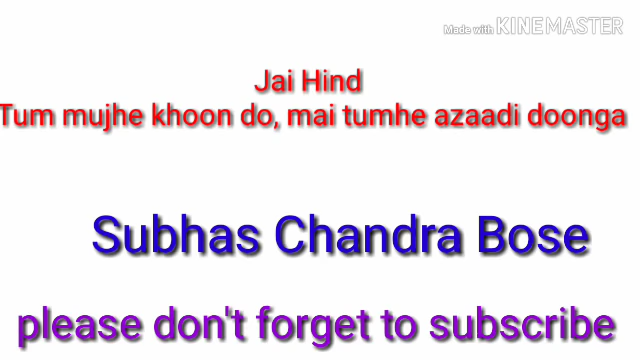 Made with KINEMASTER
Jai Hind
Tum mujhe khoon do, mai tumhe azaadi doonga
Subhas Chandra Bose
please don't forget to subscribe